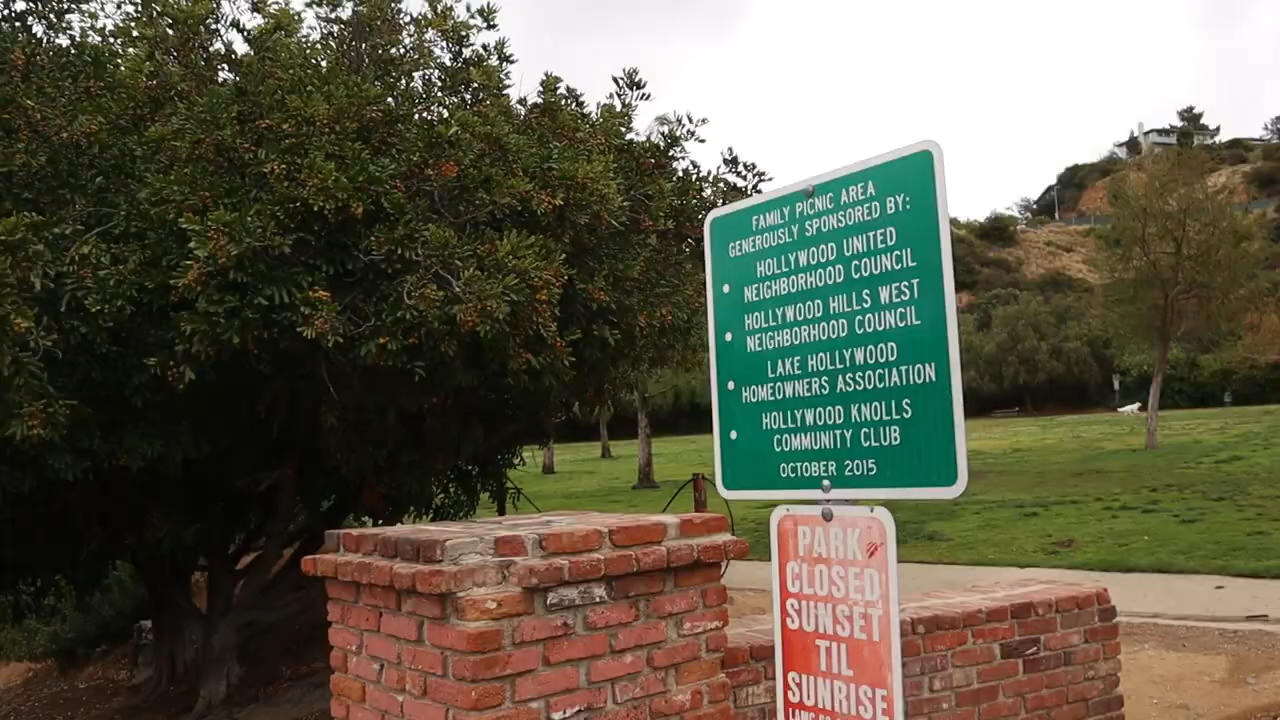 FAMILY PICNIC AREA
GENEROUSLY SPONSORED BY:
HOLLYWOOD UNITED
• NEIGHBORHOOD COUNCIL
HOLLYWOOD HILLS WEST
• NEIGHBORHOOD COUNCIL
LAKE HOLLYWOOD
• HOMEOWNERS ASSOCIATION
HOLLYWOOD KNOLLS
• COMMUNITY CLUB
OCTOBER 2015
PARK
CLOSED
SUNSET
TIL
SUNRISE